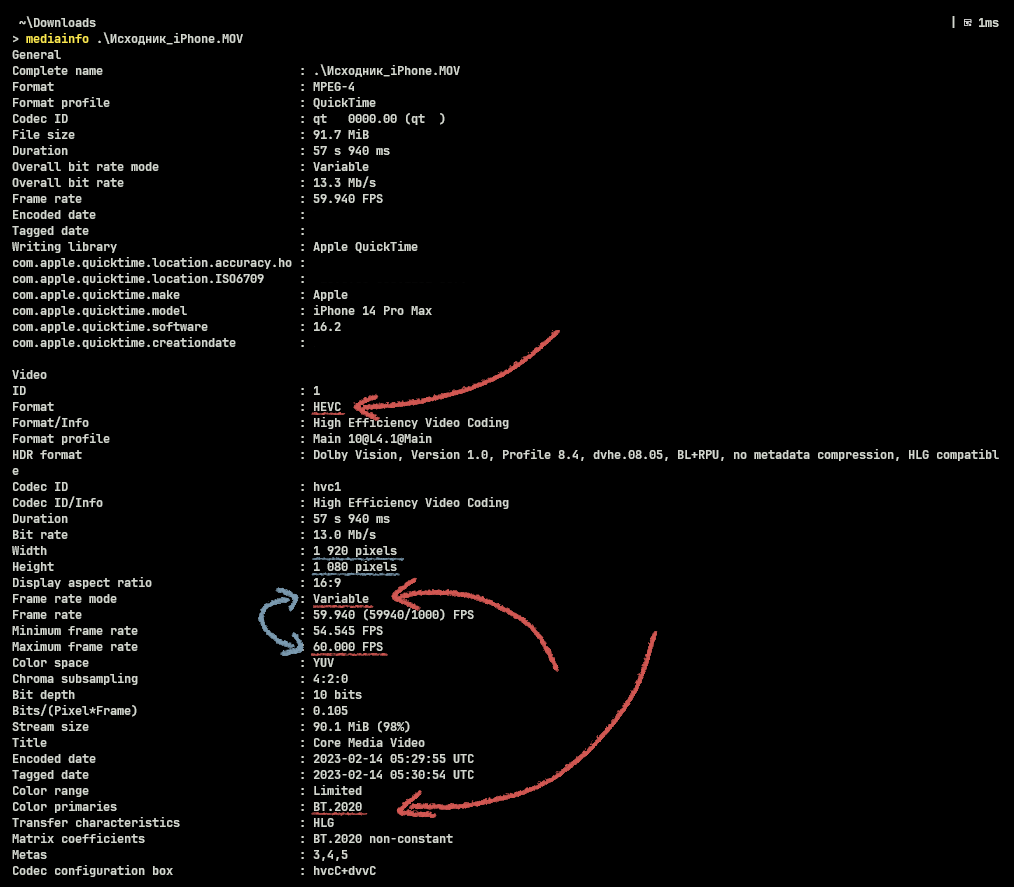 ~\Downloads | 1ms
> mediainfo .\Исходник_iPhone.MOV
General
Complete name : .\Исходник_iPhone.MOV
Format : MPEG-4
Format profile : QuickTime
Codec ID : qt 0000.00 (qt )
File size : 91.7 MiB
Duration : 57 s 940 ms
Overall bit rate mode : Variable
Overall bit rate : 13.3 Mb/s
Frame rate : 59.940 FPS
Encoded date :
Tagged date :
Writing library : Apple QuickTime
com.apple.quicktime.location.accuracy.ho :
com.apple.quicktime.location.ISO6709 :
com.apple.quicktime.make : Apple
com.apple.quicktime.model : iPhone 14 Pro Max
com.apple.quicktime.software : 16.2
com.apple.quicktime.creationdate :
Video
ID : 1
Format : HEVC
Format/Info : High Efficiency Video Coding
Format profile : Main 10@L4.1@Main
HDR format : Dolby Vision, Version 1.0, Profile 8.4, dvhe.08.05, BL+RPU, no metadata compression, HLG compatibl
e
Codec ID : hvc1
Codec ID/Info : High Efficiency Video Coding
Duration : 57 s 940 ms
Bit rate : 13.0 Mb/s
Width : 1 920 pixels
Height : 1 080 pixels
Display aspect ratio : 16:9
Frame rate mode : Variable
Frame rate : 59.940 (59940/1000) FPS
Minimum frame rate : 54.545 FPS
Maximum frame rate : 60.000 FPS
Color space : YUV
Chroma subsampling : 4:2:0
Bit depth : 10 bits
Bits/(Pixel*Frame) : 0.105
Stream size : 90.1 MiB (98%)
Title : Core Media Video
Encoded date : 2023-02-14 05:29:55 UTC
Tagged date : 2023-02-14 05:30:54 UTC
Color range : Limited
Color primaries : BT.2020
Transfer characteristics : HLG
Matrix coefficients : BT.2020 non-constant
Metas : 3,4,5
Codec configuration box : hvcC+dvvC